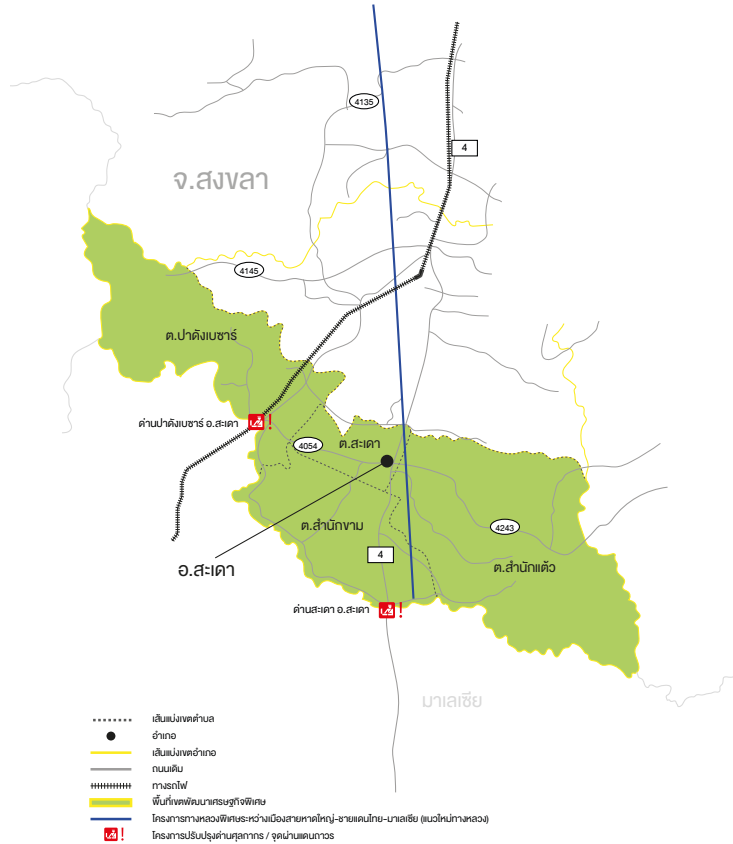 4135
4
จ.สงขลา
4145
ต.ปาดังเบซาร์
ด่านปาดังเบซาร์ อ.สะเดา
4054
ต.สะเดา
ต.สำนักขาม
4243
4
ต.สำนักแต้ว
อ.สะเดา
ด่านสะเดา อ.สะเดา
มาเลเซีย
เส้นแบ่งเขตตำบล
อำเภอ
เส้นแบ่งเขตอำเภอ
ถนนเดิม
ทางรถไฟ
พื้นที่เขตพัฒนาเศรษฐกิจพิเศษ
โครงการทางหลวงพิเศษระหว่างเมืองสายหาดใหญ่-ชายแดนไทย-มาเลเซีย (แนวใหม่ทางหลวง)
โครงการปรับปรุงด่านศุลกากร / จุดผ่านแดนถาวร